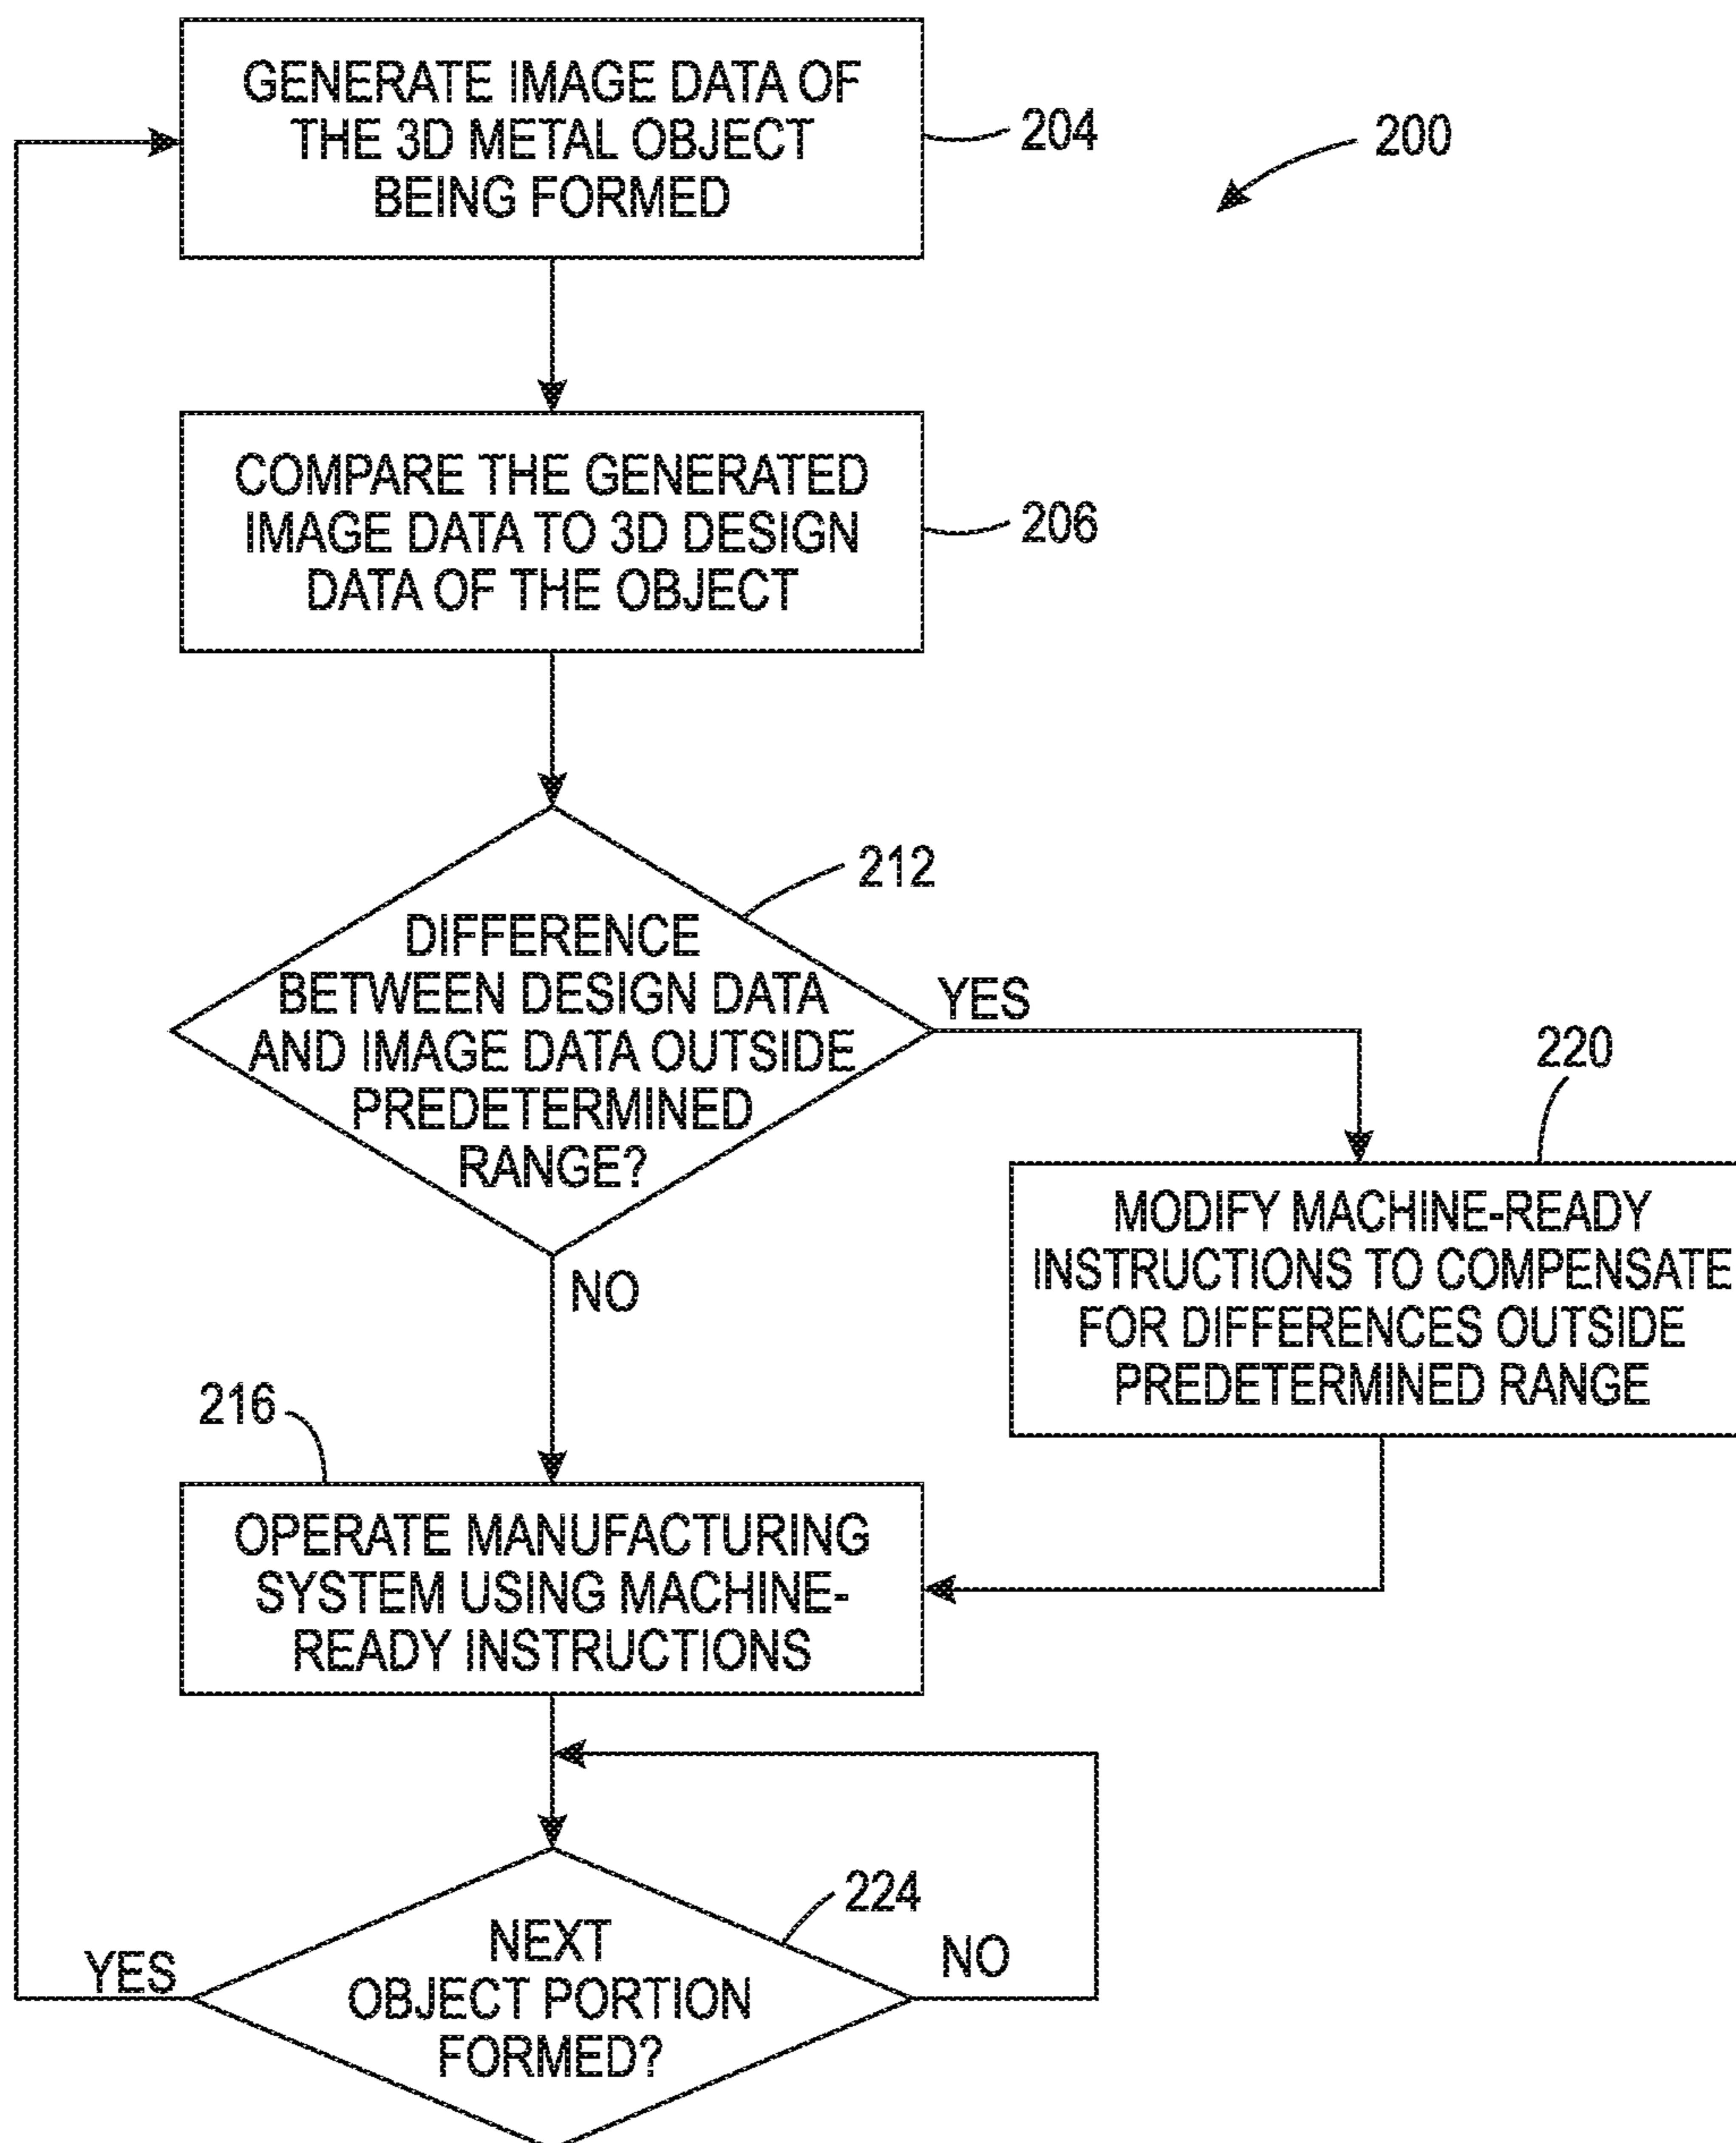 GENERATE IMAGE DATA OF
THE 3D METAL OBJECT
BEING FORMED
204
200
COMPARE THE GENERATED
IMAGE DATA TO 3D DESIGN
DATA OF THE OBJECT
206
212
DIFFERENCE
BETWEEN DESIGN DATA
AND IMAGE DATA OUTSIDE
PREDETERMINED
RANGE?
YES
NO
220
MODIFY MACHINE-READY
INSTRUCTIONS TO COMPENSATE
FOR DIFFERENCES OUTSIDE
PREDETERMINED RANGE
216
OPERATE MANUFACTURING
SYSTEM USING MACHINE-
READY INSTRUCTIONS
224
NEXT
OBJECT PORTION
FORMED?
YES
NO